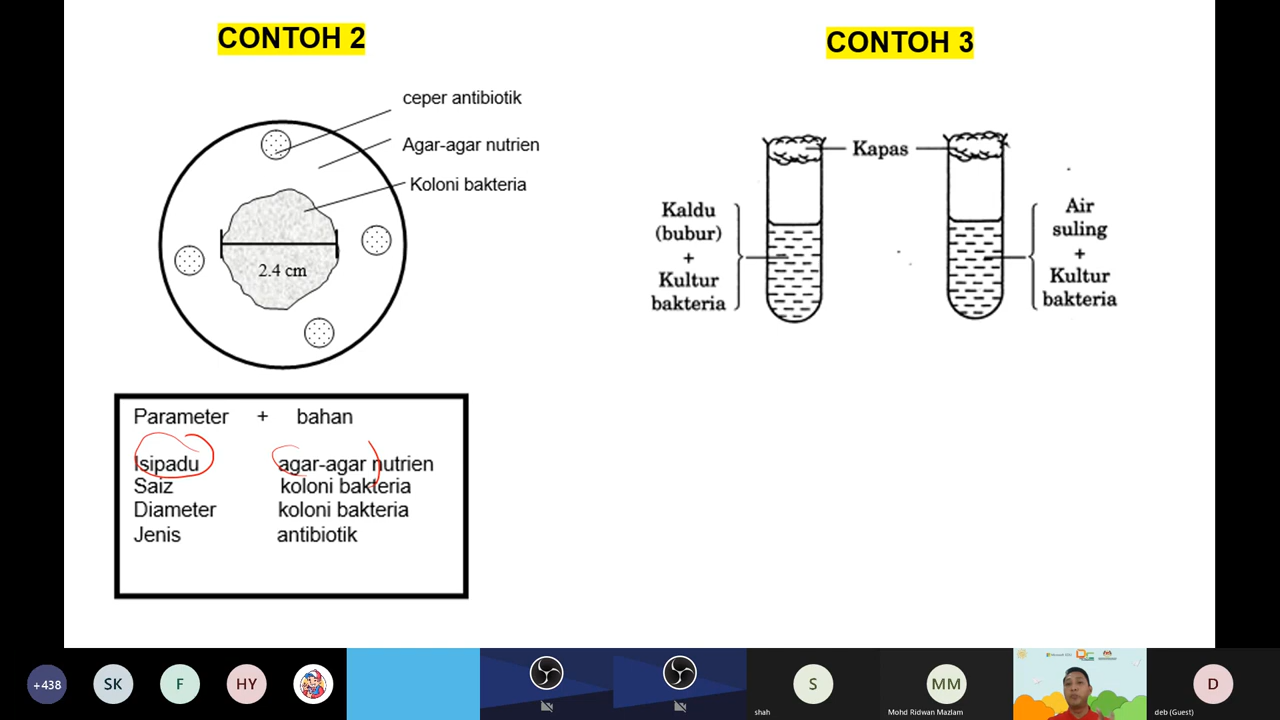 CONTOH 2
ceper antibiotik
Agar-agar nutrien
Koloni bakteria
2.4 cm
Parameter + bahan
Isipadu agar-agar nutrien
Saiz koloni bakteria
Diameter koloni bakteria
Jenis antibiotik
CONTOH 3
Kapas
Kaldu
(bubur)
+
Kultur
bakteria
Air
suling
+
Kultur
bakteria
+438
SK
F
HY
S
shah
MM
Mohd Ridwan Mazlam
D
deb (Guest)